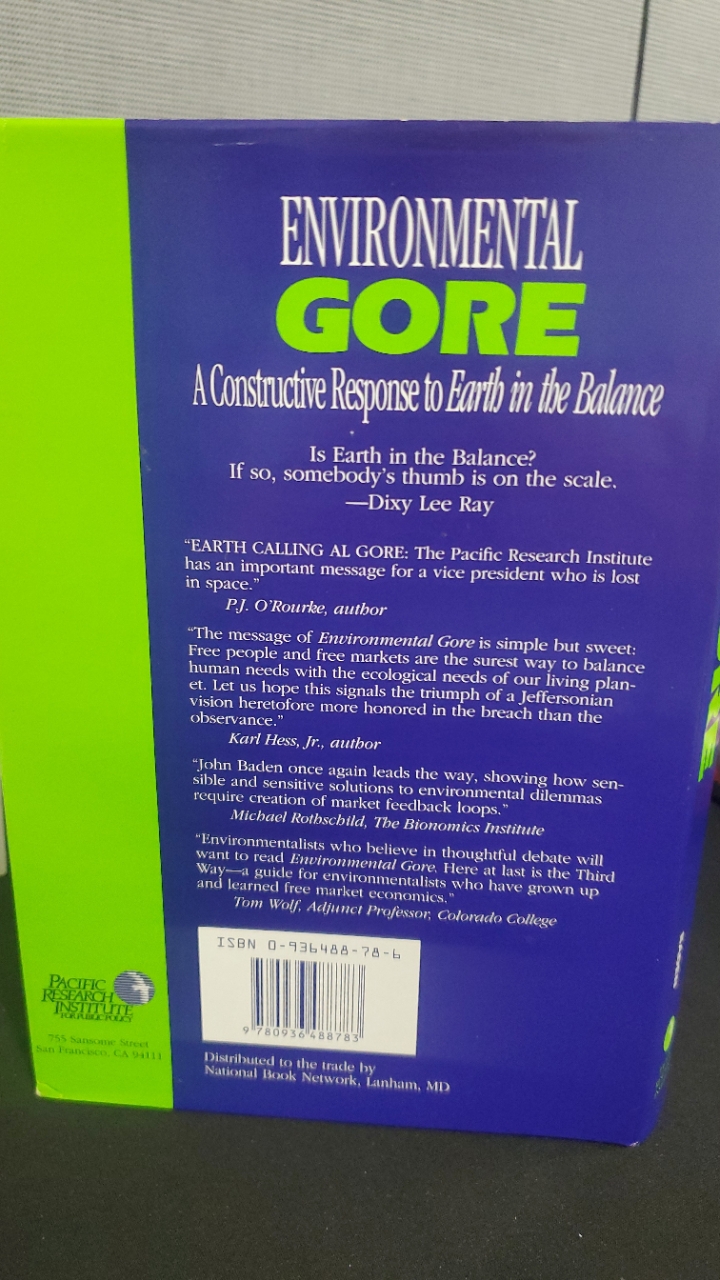 ENVIRONMENTAL
GORE
A Constructive Response to Earth in the Balance
Is Earth in the Balance?
If so, somebody's thumb is on the scale.
—Dixy Lee Ray
"EARTH CALLING AL GORE: The Pacific Research Institute
has an important message for a vice president who is lost
in space."
P.J. O'Rourke, author
"The message of Environmental Gore is simple but sweet:
Free people and free markets are the surest way to balance
human needs with the ecological needs of our living plan-
et. Let us hope this signals the triumph of a Jeffersonian
vision heretofore more honored in the breach than the
observance."
Karl Hess, Jr., author
"John Baden once again leads the way, showing how sen-
sible and sensitive solutions to environmental dilemmas
require creation of market feedback loops."
Michael Rothschild, The Bionomics Institute
"Environmentalists who believe in thoughtful debate will
want to read Environmental Gore. Here at last is the Third
Way—a guide for environmentalists who have grown up
and learned free market economics."
Tom Wolf, Adjunct Professor, Colorado College
ISBN 0-936488-78-6
9 780936 488783
Distributed to the trade by
National Book Network, Lanham, MD
PACIFIC
RESEARCH
INSTITUTE
FOR PUBLIC POLICY
755 Sansome Street
San Francisco, CA 94111